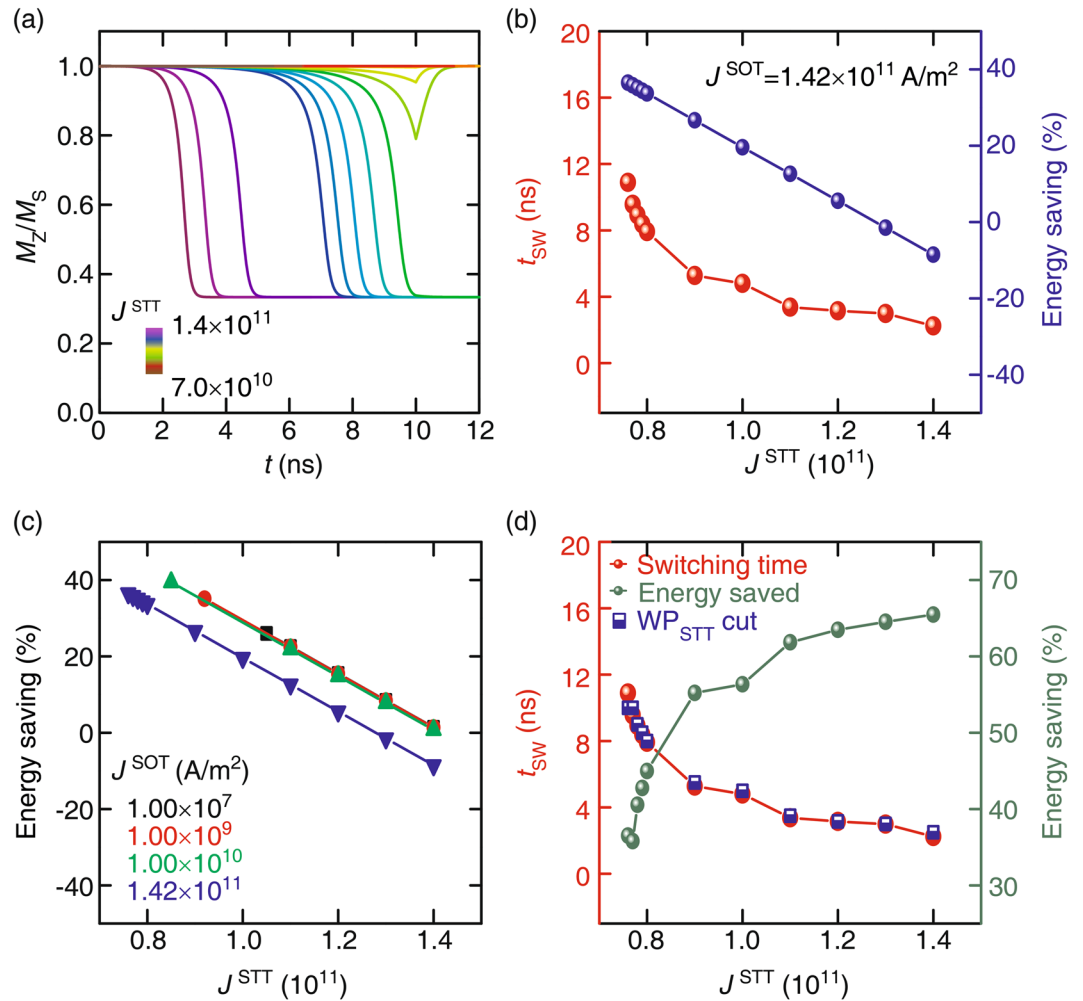 (a)
1.0
0.8
0.6
0.4
0.2
0.0
M_Z/M_S
J^STT
1.4×10^11
7.0×10^10
0 2 4 6 8 10 12
t (ns)
(b)
20
16
12
8
4
0
t_SW (ns)
J^SOT=1.42×10^11 A/m^2
40
20
0
-20
-40
Energy saving (%)
0.8 1.0 1.2 1.4
J^STT (10^11)
(c)
40
20
0
-20
-40
Energy saving (%)
J^SOT (A/m^2)
1.00×10^7
1.00×10^9
1.00×10^10
1.42×10^11
0.8 1.0 1.2 1.4
J^STT (10^11)
(d)
20
16
12
8
4
0
t_SW (ns)
Switching time
Energy saved
WP_STT cut
70
60
50
40
30
Energy saving (%)
0.8 1.0 1.2 1.4
J^STT (10^11)